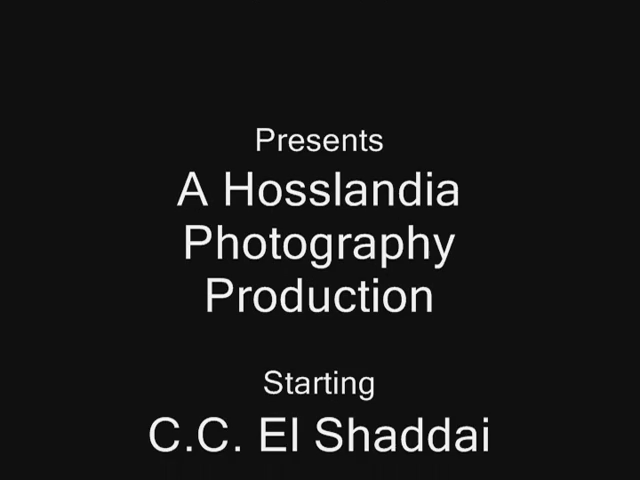 Presents
A Hosslandia
Photography
Production
Starting
C.C. El Shaddai